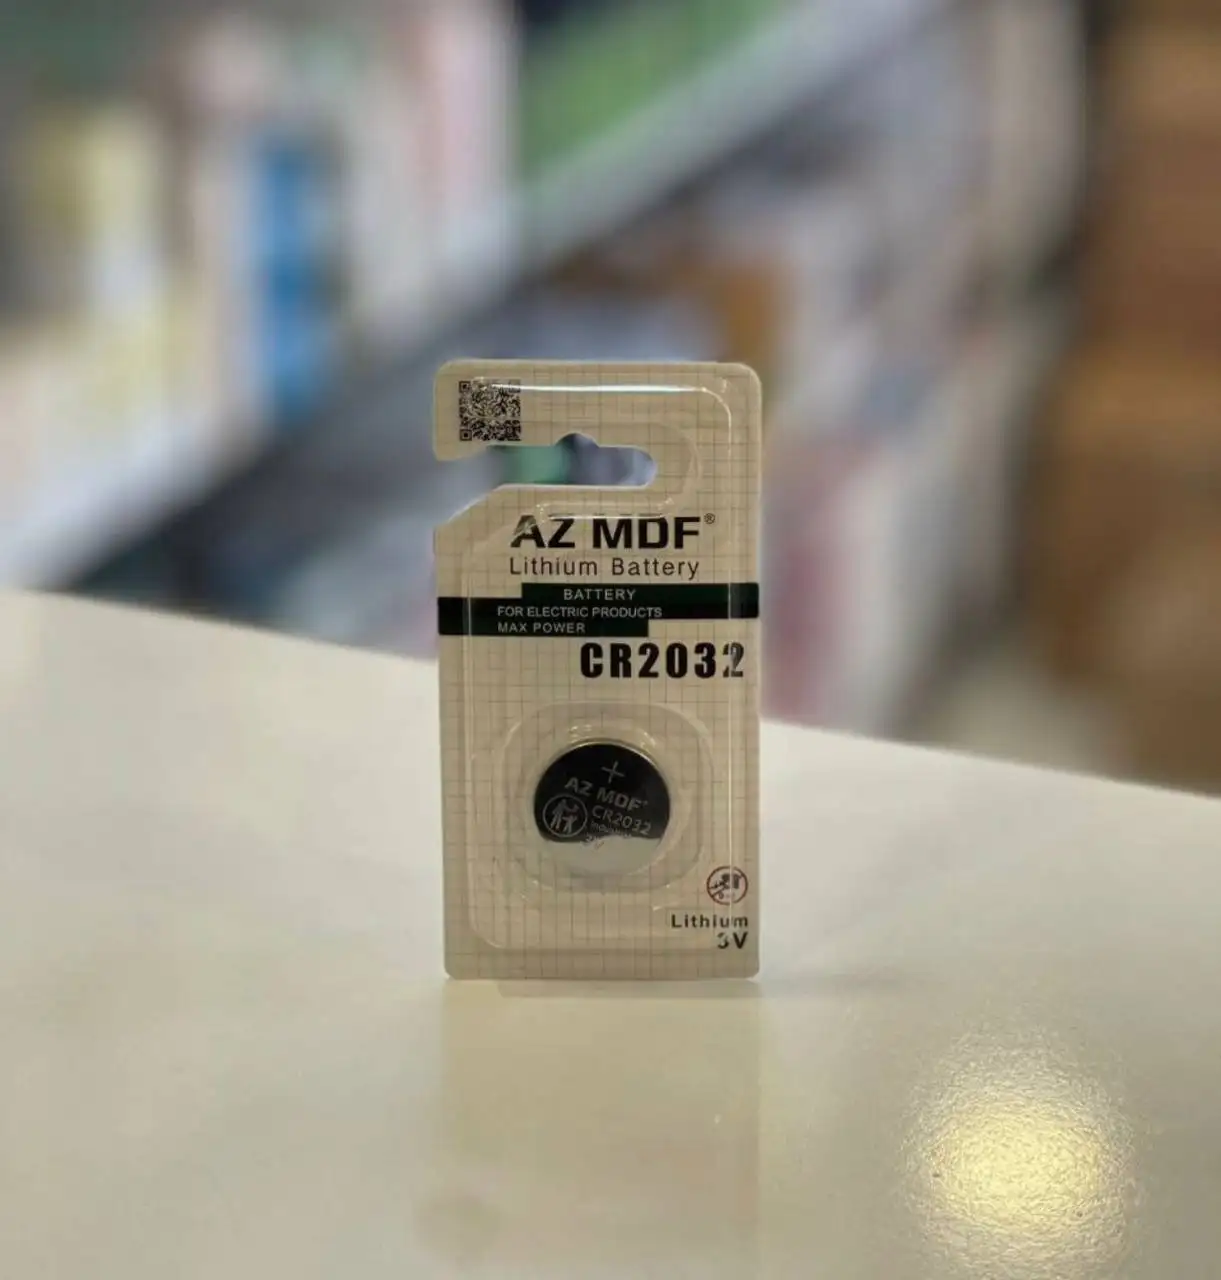 AZ MDF®
Lithium Battery
BATTERY
FOR ELECTRIC PRODUCTS
MAX POWER
CR2032
+
AZ MDF
CR2032
Lithium
3V